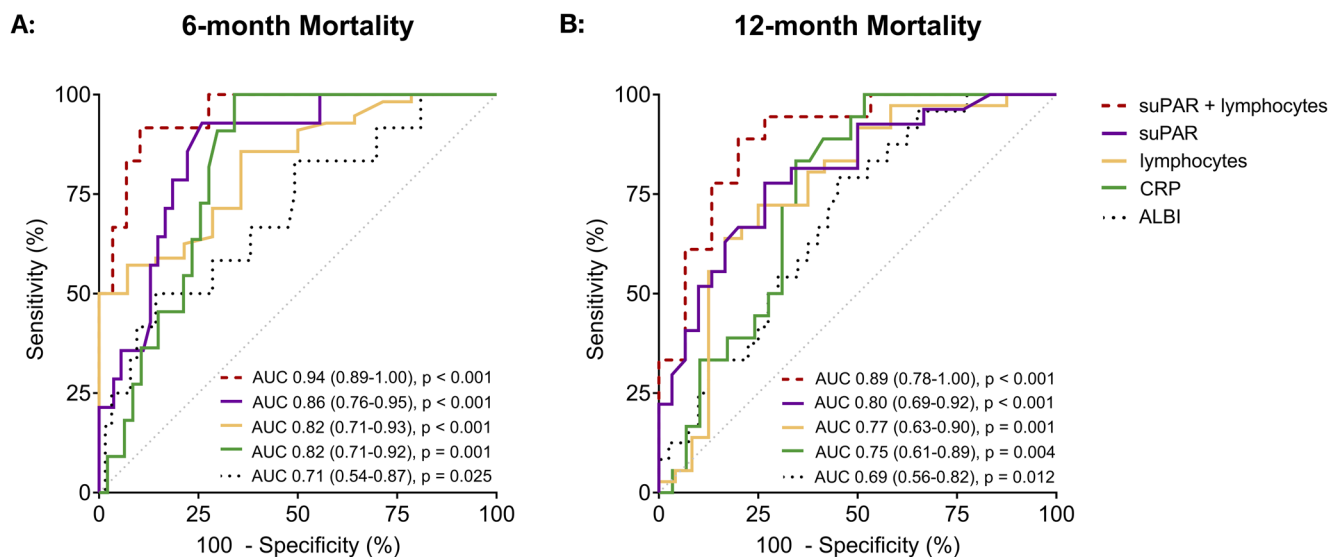 A:
6-month Mortality
100
75
50
25
0
Sensitivity (%)
AUC 0.94 (0.89-1.00), p < 0.001
AUC 0.86 (0.76-0.95), p < 0.001
AUC 0.82 (0.71-0.93), p < 0.001
AUC 0.82 (0.71-0.92), p = 0.001
AUC 0.71 (0.54-0.87), p = 0.025
0 25 50 75 100
100 - Specificity (%)
B:
12-month Mortality
100
75
50
25
0
Sensitivity (%)
AUC 0.89 (0.78-1.00), p < 0.001
AUC 0.80 (0.69-0.92), p < 0.001
AUC 0.77 (0.63-0.90), p = 0.001
AUC 0.75 (0.61-0.89), p = 0.004
AUC 0.69 (0.56-0.82), p = 0.012
0 25 50 75 100
100 - Specificity (%)
suPAR + lymphocytes
suPAR
lymphocytes
CRP
ALBI